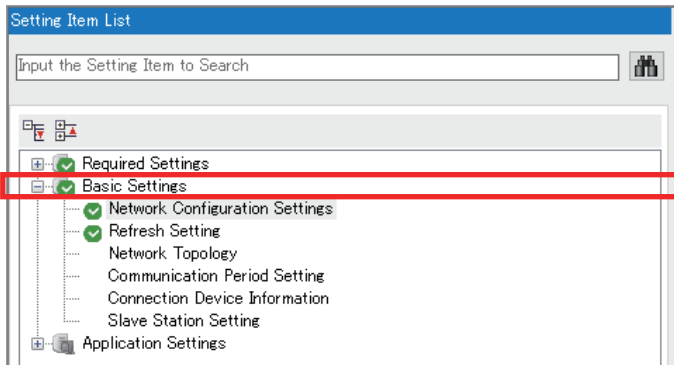 Setting Item List
Input the Setting Item to Search
Required Settings
Basic Settings
Network Configuration Settings
Refresh Setting
Network Topology
Communication Period Setting
Connection Device Information
Slave Station Setting
Application Settings